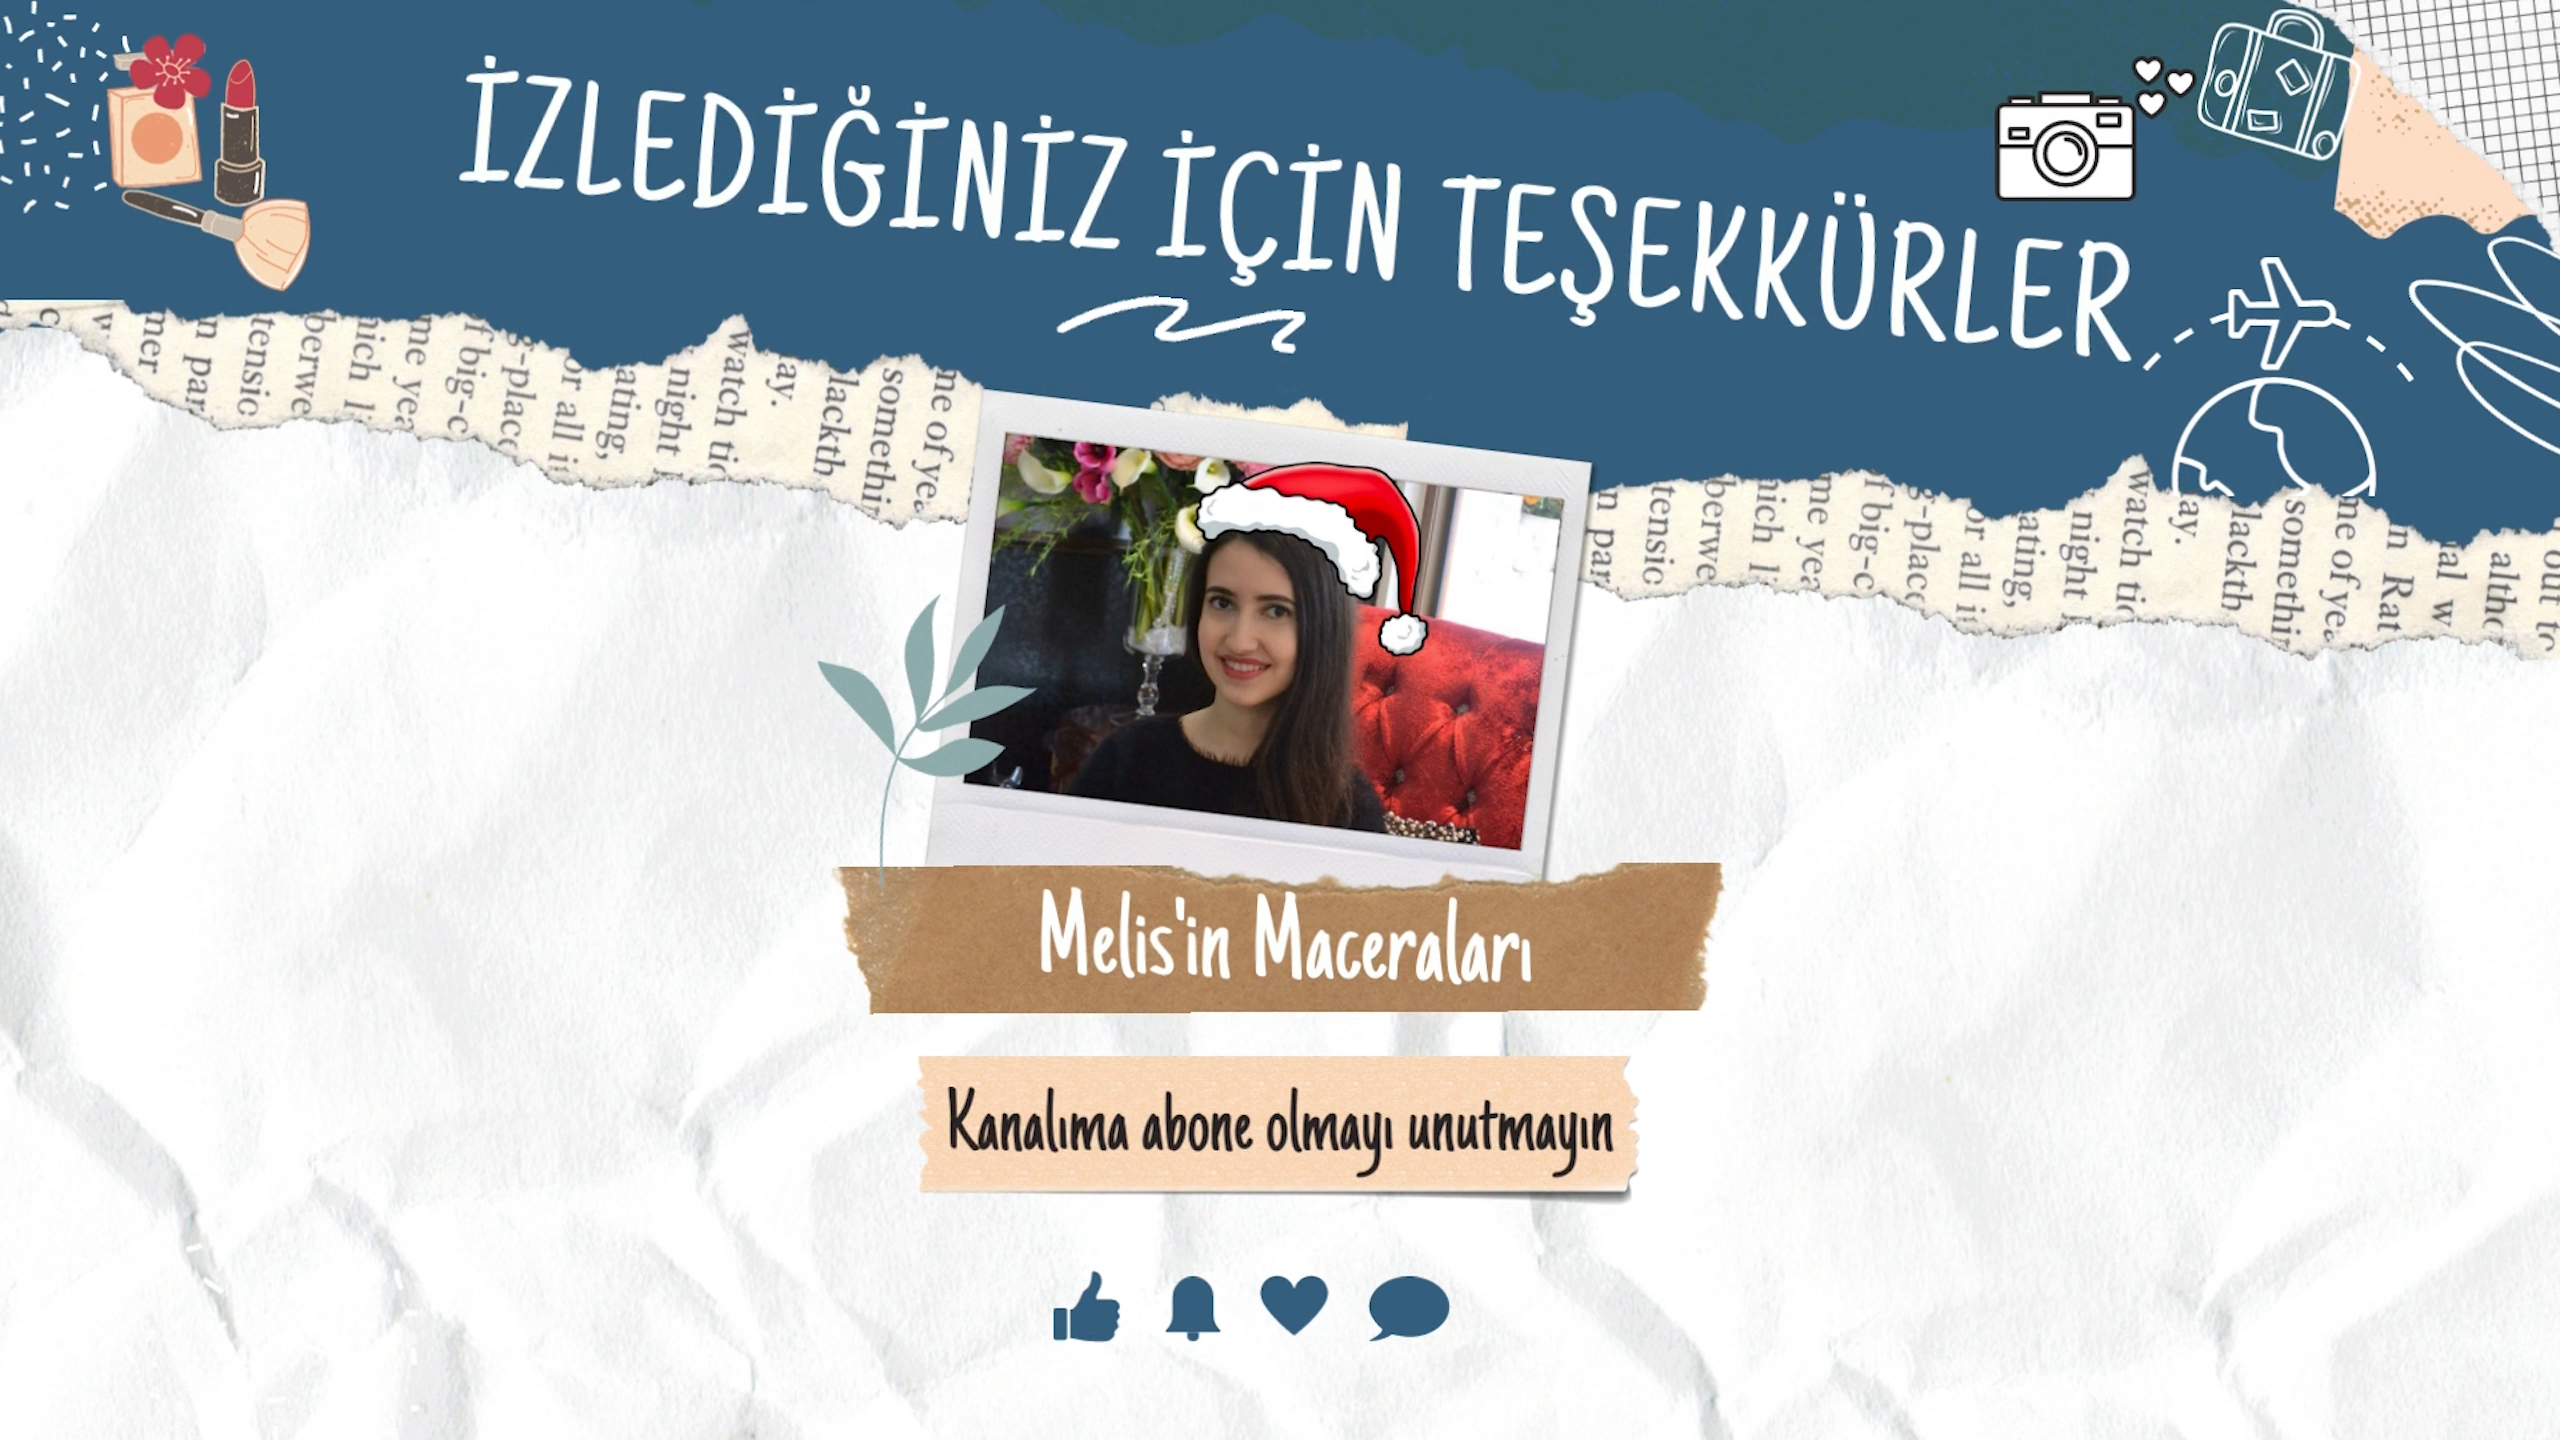 İZLEDİĞİNİZ İÇİN TEŞEKKÜRLER
Melis'in Maceraları
Kanalıma abone olmayı unutmayın